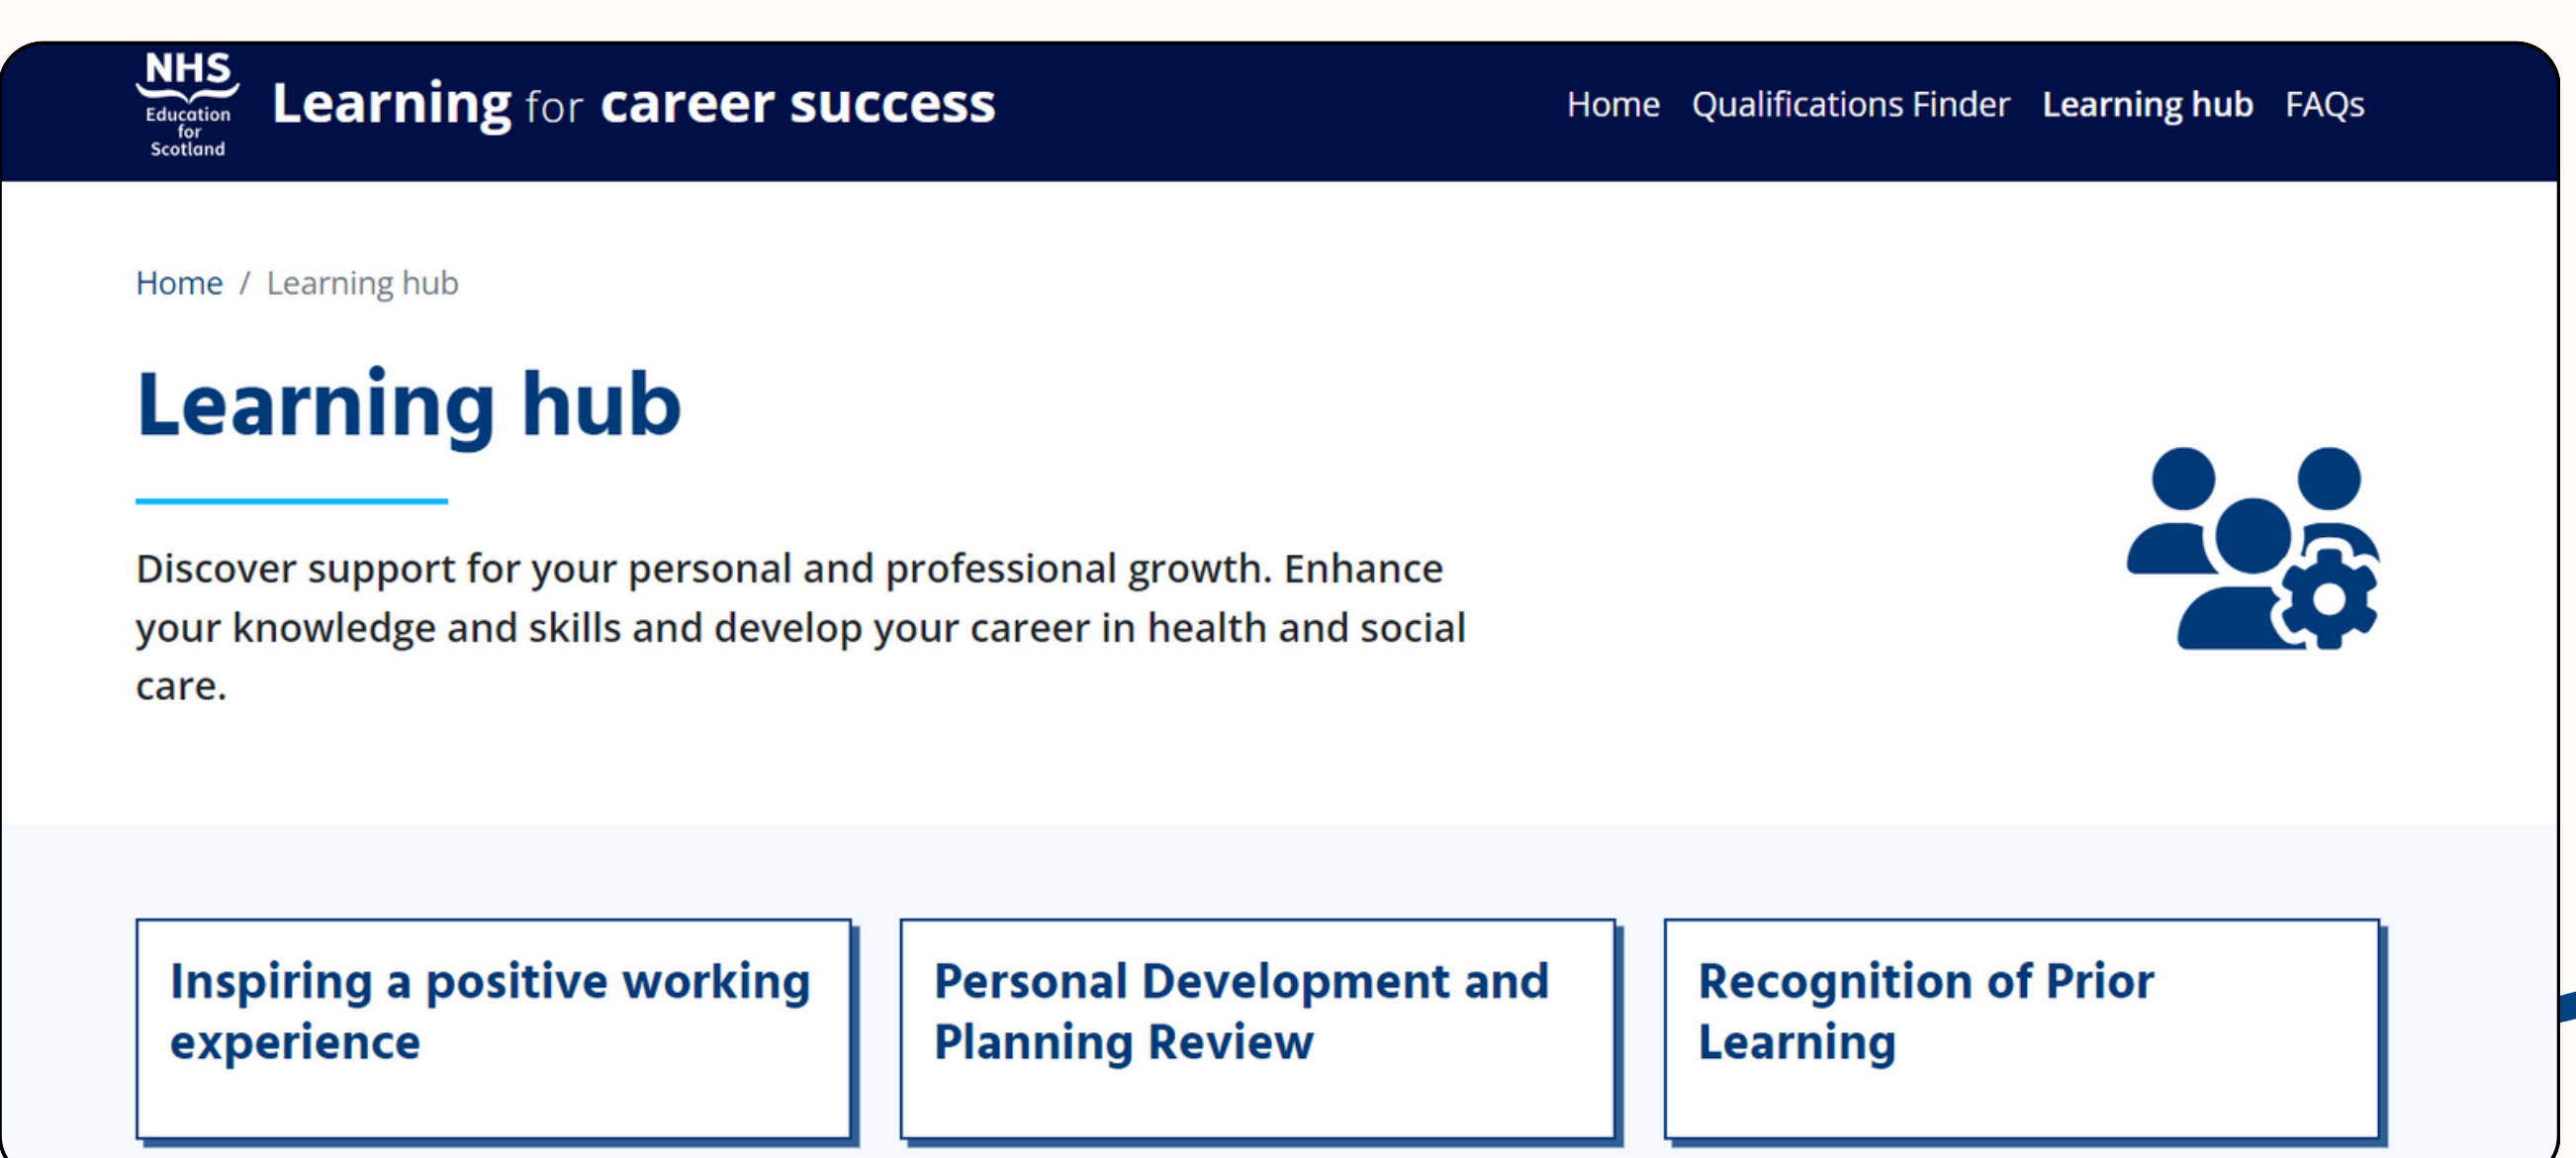 NHS
Education
for
Scotland
Learning for career success
Home Qualifications Finder Learning hub FAQs
Home / Learning hub
Learning hub
Discover support for your personal and professional growth. Enhance
your knowledge and skills and develop your career in health and social
care.
Inspiring a positive working
experience
Personal Development and
Planning Review
Recognition of Prior
Learning